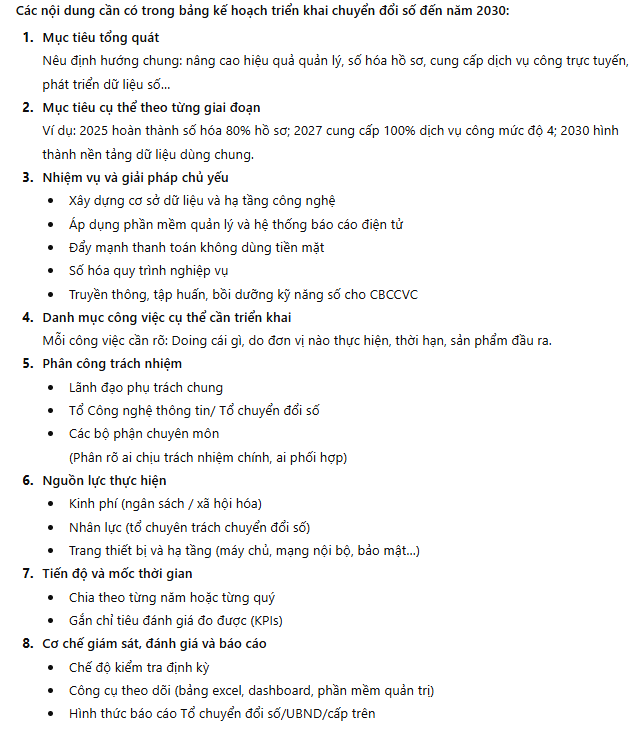 Các nội dung cần có trong bảng kế hoạch triển khai chuyển đổi số đến năm 2030:
1. Mục tiêu tổng quát
Nêu định hướng chung: nâng cao hiệu quả quản lý, số hóa hồ sơ, cung cấp dịch vụ công trực tuyến,
phát triển dữ liệu số...
2. Mục tiêu cụ thể theo từng giai đoạn
Ví dụ: 2025 hoàn thành số hóa 80% hồ sơ; 2027 cung cấp 100% dịch vụ công mức độ 4; 2030 hình
thành nền tảng dữ liệu dùng chung.
3. Nhiệm vụ và giải pháp chủ yếu
• Xây dựng cơ sở dữ liệu và hạ tầng công nghệ
• Áp dụng phần mềm quản lý và hệ thống báo cáo điện tử
• Đẩy mạnh thanh toán không dùng tiền mặt
• Số hóa quy trình nghiệp vụ
• Truyền thông, tập huấn, bồi dưỡng kỹ năng số cho CBCCVC
4. Danh mục công việc cụ thể cần triển khai
Mỗi công việc cần rõ: Doing cái gì, do đơn vị nào thực hiện, thời hạn, sản phẩm đầu ra.
5. Phân công trách nhiệm
• Lãnh đạo phụ trách chung
• Tổ Công nghệ thông tin/ Tổ chuyển đổi số
• Các bộ phận chuyên môn
(Phân rõ ai chịu trách nhiệm chính, ai phối hợp)
6. Nguồn lực thực hiện
• Kinh phí (ngân sách / xã hội hóa)
• Nhân lực (tổ chuyên trách chuyển đổi số)
• Trang thiết bị và hạ tầng (máy chủ, mạng nội bộ, bảo mật...)
7. Tiến độ và mốc thời gian
• Chia theo từng năm hoặc từng quý
• Gắn chỉ tiêu đánh giá đo được (KPIs)
8. Cơ chế giám sát, đánh giá và báo cáo
• Chế độ kiểm tra định kỳ
• Công cụ theo dõi (bảng excel, dashboard, phần mềm quản trị)
• Hình thức báo cáo Tổ chuyển đổi số/UBND/cấp trên